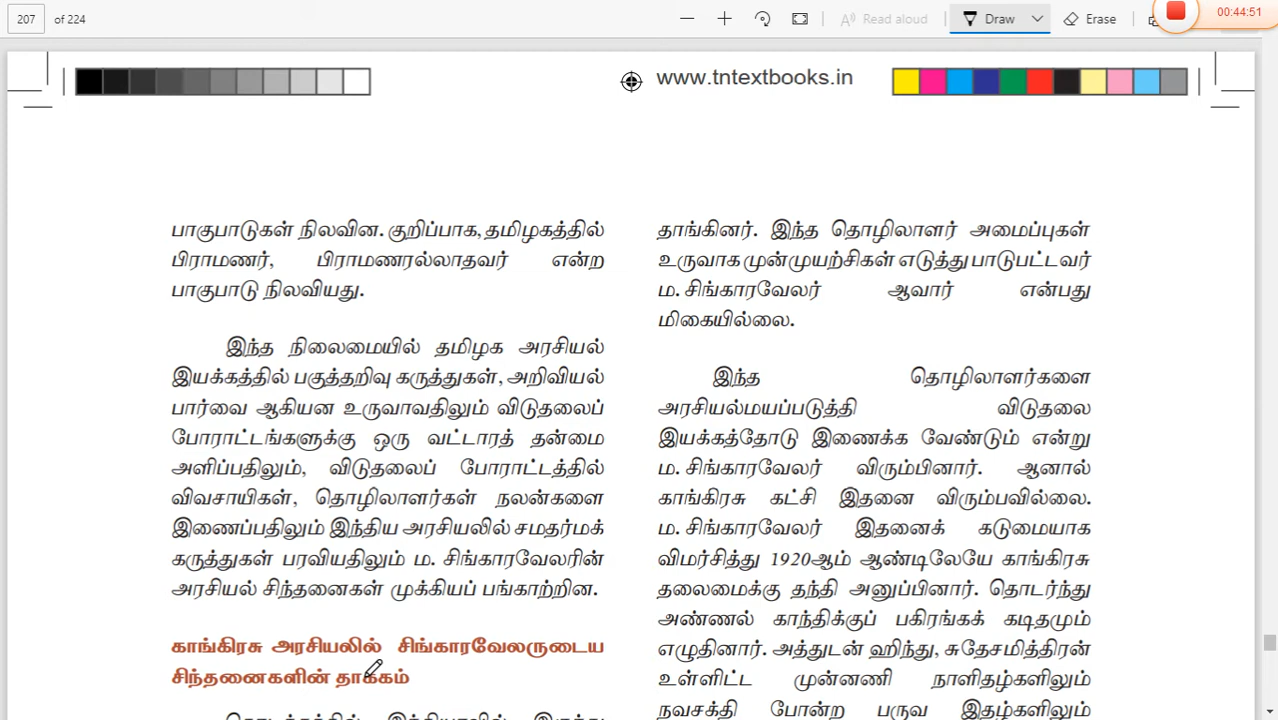 207 of 224
Read aloud
Draw
Erase
00:44:51
www.tntextbooks.in
பாகுபாடுகள் நிலவின. குறிப்பாக, தமிழகத்தில்
பிராமணர், பிராமணரல்லாதவர் என்ற
பாகுபாடு நிலவியது.
இந்த நிலைமையில் தமிழக அரசியல்
இயக்கத்தில் பகுத்தறிவு கருத்துகள், அறிவியல்
பார்வை ஆகியன உருவாவதிலும் விடுதலைப்
போராட்டங்களுக்கு ஒரு வட்டாரத் தன்மை
அளிப்பதிலும், விடுதலைப் போராட்டத்தில்
விவசாயிகள், தொழிலாளர்கள் நலன்களை
இணைப்பதிலும் இந்திய அரசியலில் சமதர்மக்
கருத்துகள் பரவியதிலும் ம. சிங்காரவேலரின்
அரசியல் சிந்தனைகள் முக்கியப் பங்காற்றின.
காங்கிரசு அரசியலில் சிங்காரவேலருடைய
சிந்தனைகளின் தாக்கம்
தொடக்கத்தில் இந்தியாவில் இருந்து
தாங்கினர். இந்த தொழிலாளர் அமைப்புகள்
உருவாக முன்முயற்சிகள் எடுத்து பாடுபட்டவர்
ம. சிங்காரவேலர் ஆவார் என்பது
மிகையில்லை.
இந்த தொழிலாளர்களை
அரசியல்மயப்படுத்தி விடுதலை
இயக்கத்தோடு இணைக்க வேண்டும் என்று
ம. சிங்காரவேலர் விரும்பினார். ஆனால்
காங்கிரசு கட்சி இதனை விரும்பவில்லை.
ம. சிங்காரவேலர் இதனைக் கடுமையாக
விமர்சித்து 1920ஆம் ஆண்டிலேயே காங்கிரசு
தலைமைக்கு தந்தி அனுப்பினார். தொடர்ந்து
அண்ணல் காந்திக்குப் பகிரங்கக் கடிதமும்
எழுதினார். அத்துடன் ஹிந்து, சுதேசமித்திரன்
உள்ளிட்ட முன்னணி நாளிதழ்களிலும்
நவசக்தி போன்ற பருவ இதழ்களிலும்